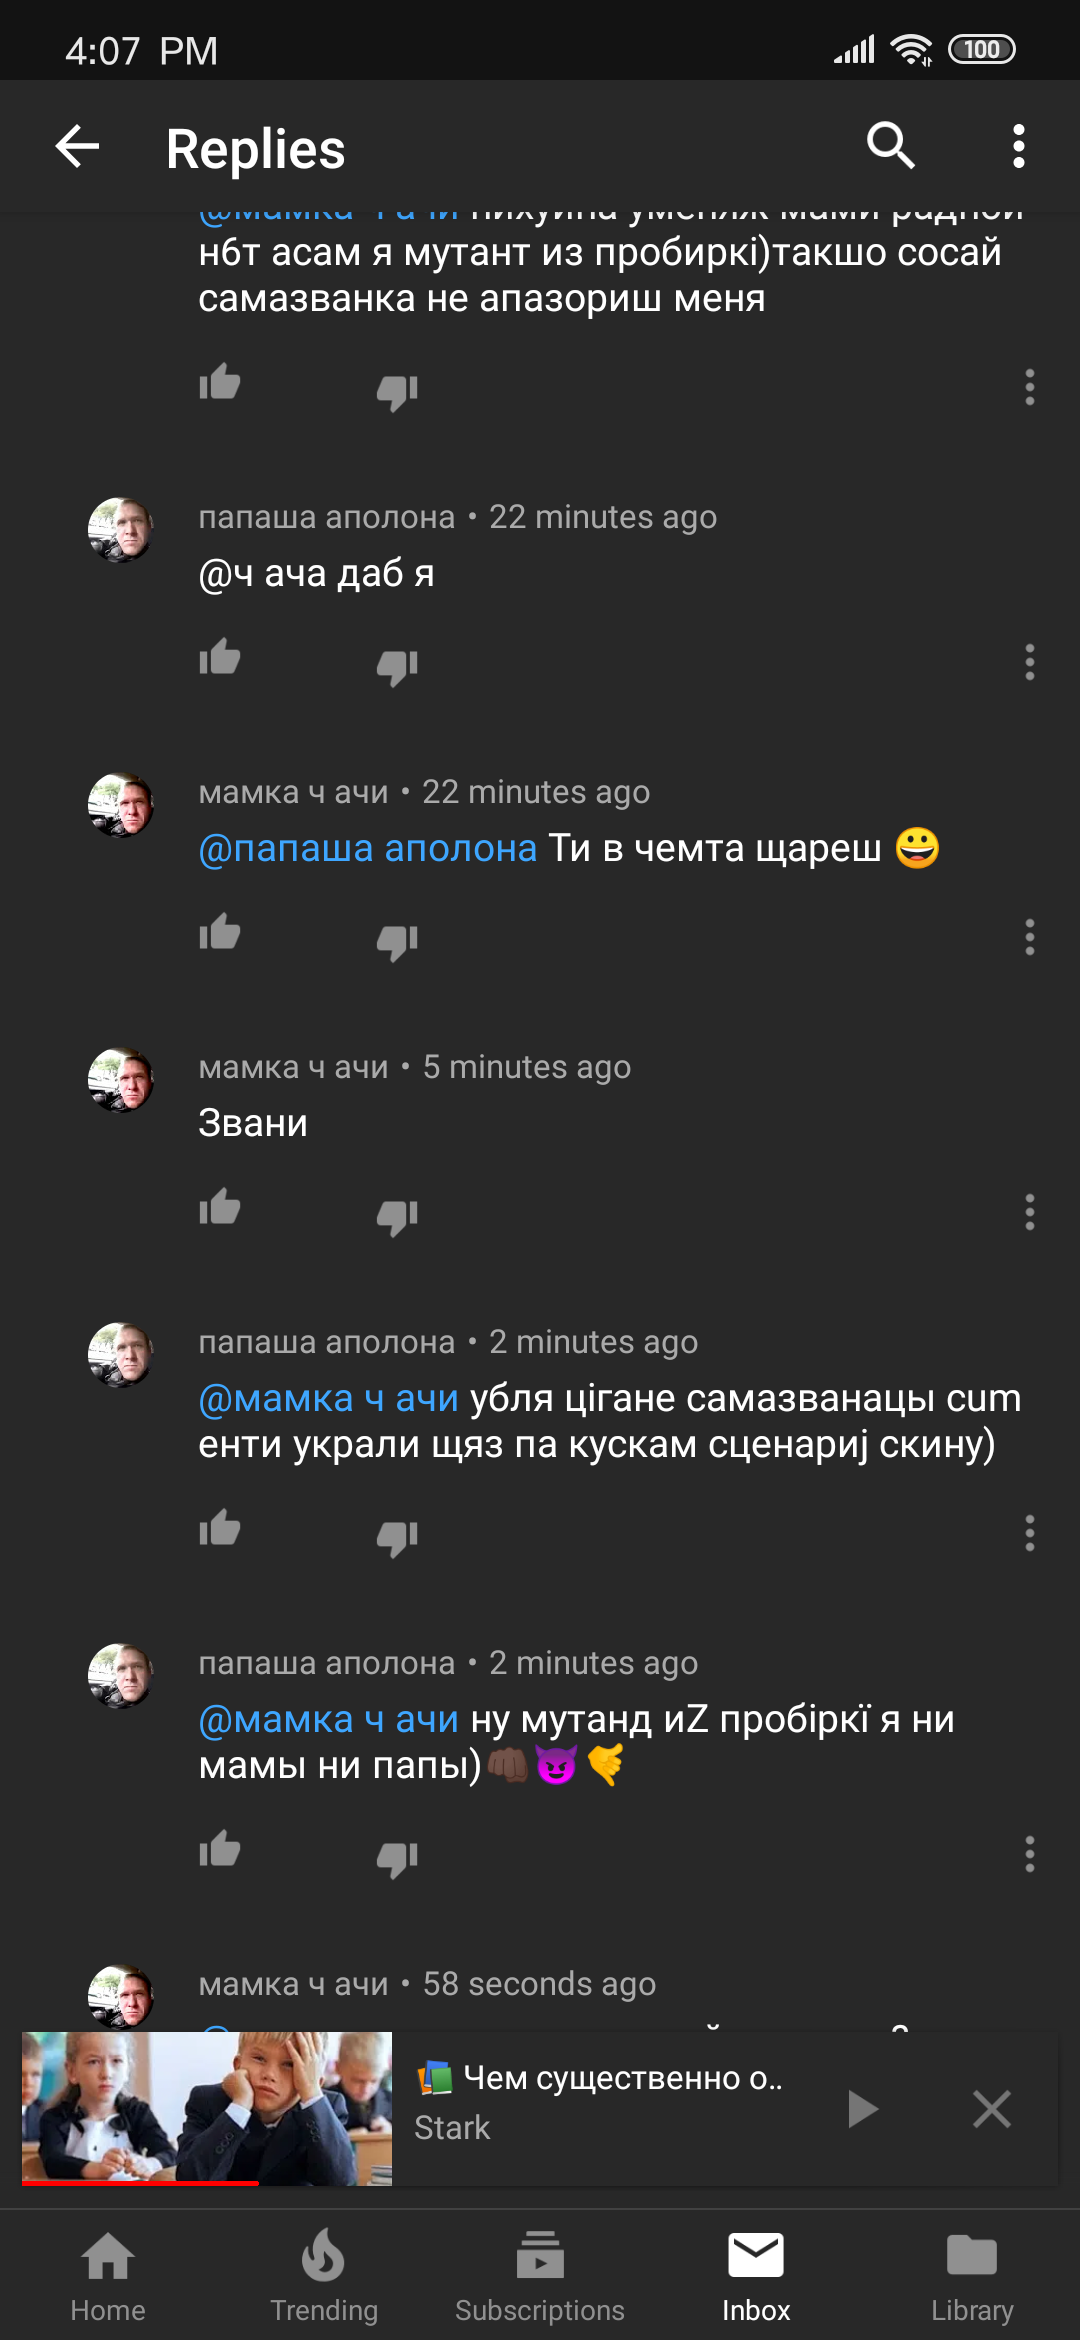 4:07 PM
100
Replies
@мамка ч ачи
н6т асам я мутант из пробиркі)такшо сосай
самазванка не апазориш меня
папаша аполона • 22 minutes ago
@ч ача даб я
мамка ч ачи • 22 minutes ago
@папаша аполона Ти в чемта щареш 😀
мамка ч ачи • 5 minutes ago
Звани
папаша аполона • 2 minutes ago
@мамка ч ачи убля цігане самазванацы cum
енти украли щяз па кускам сценариј скину)
папаша аполона • 2 minutes ago
@мамка ч ачи ну мутанд иZ пробіркї я ни
мамы ни папы)👊🏿😈🤙
мамка ч ачи • 58 seconds ago
📚 Чем существенно о..
Stark
Home
Trending
Subscriptions
Inbox
Library